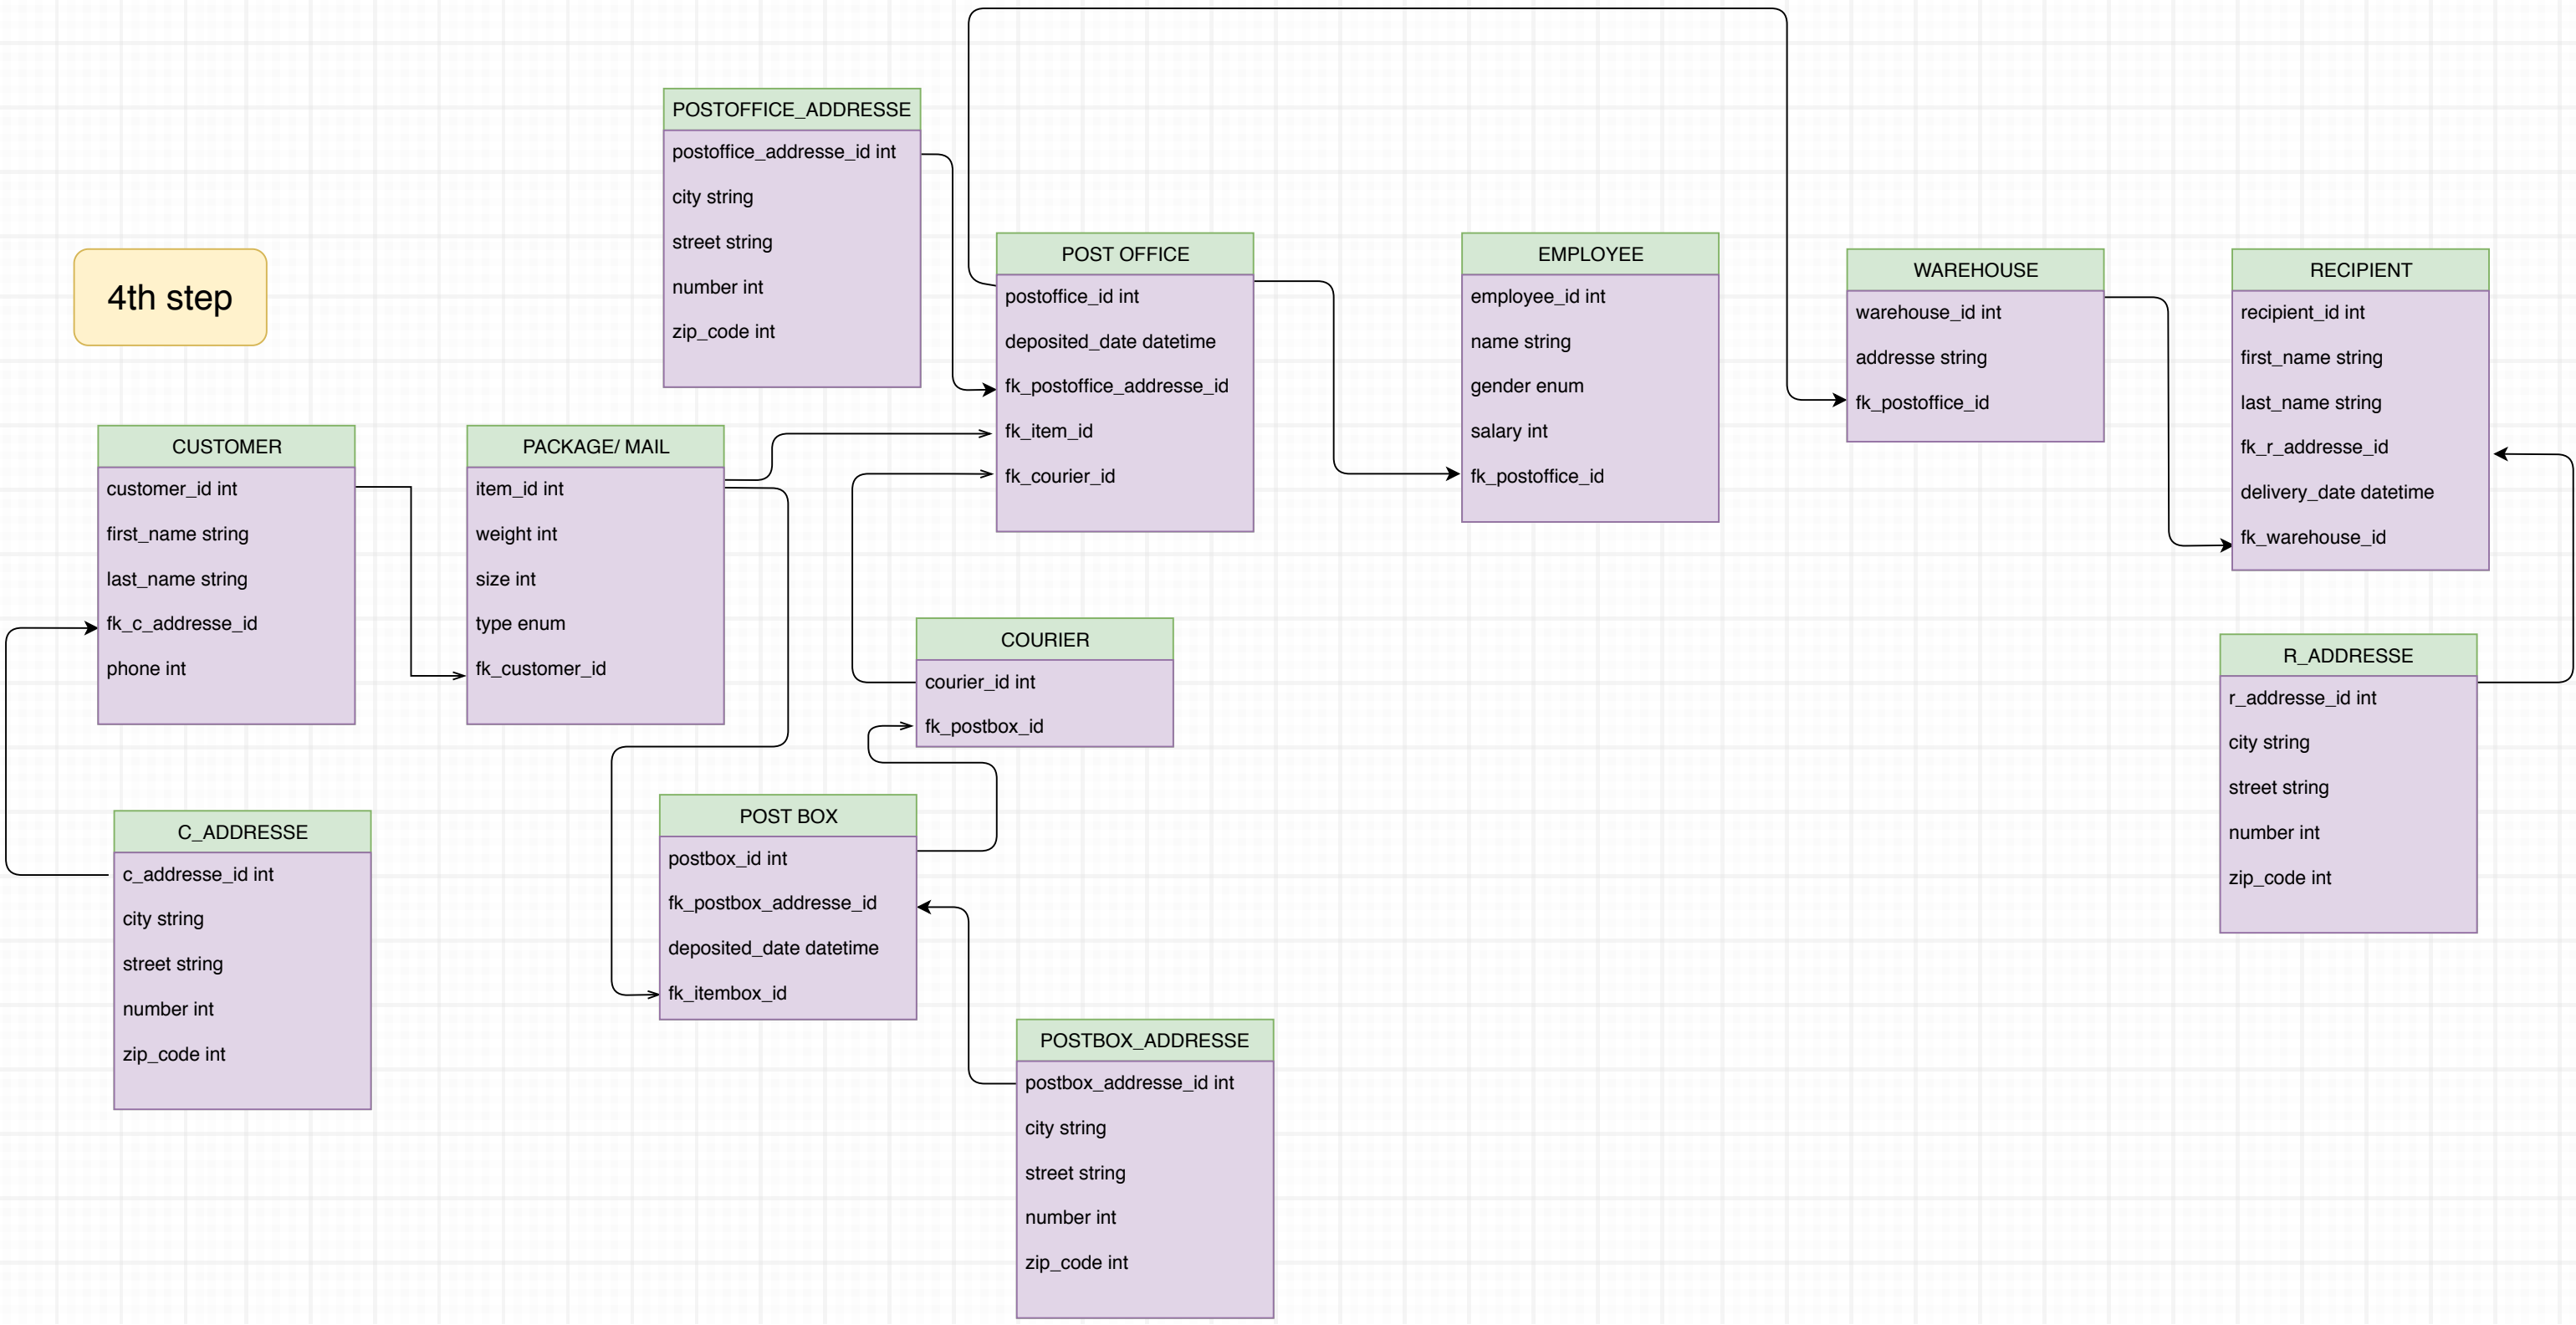 4th step
POSTOFFICE_ADDRESSE
postoffice_addresse_id int
city string
street string
number int
zip_code int
POST OFFICE
postoffice_id int
deposited_date datetime
fk_postoffice_addresse_id
fk_item_id
fk_courier_id
EMPLOYEE
employee_id int
name string
gender enum
salary int
fk_postoffice_id
WAREHOUSE
warehouse_id int
addresse string
fk_postoffice_id
RECIPIENT
recipient_id int
first_name string
last_name string
fk_r_addresse_id
delivery_date datetime
fk_warehouse_id
CUSTOMER
customer_id int
first_name string
last_name string
fk_c_addresse_id
phone int
PACKAGE/ MAIL
item_id int
weight int
size int
type enum
fk_customer_id
COURIER
courier_id int
fk_postbox_id
R_ADDRESSE
r_addresse_id int
city string
street string
number int
zip_code int
C_ADDRESSE
c_addresse_id int
city string
street string
number int
zip_code int
POST BOX
postbox_id int
fk_postbox_addresse_id
deposited_date datetime
fk_itembox_id
POSTBOX_ADDRESSE
postbox_addresse_id int
city string
street string
number int
zip_code int